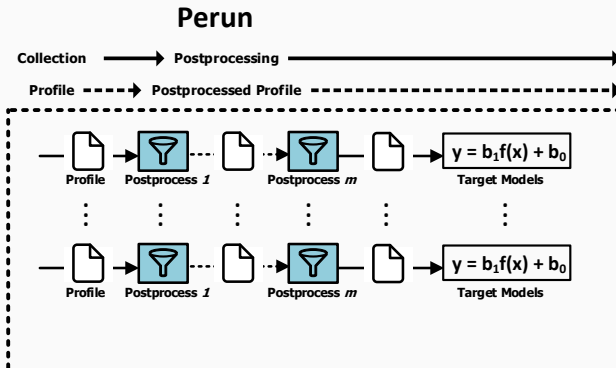 Perun
Collection Postprocessing
Profile Postprocessed Profile
y = b₁f(x) + b₀
Profile Postprocess 1 Postprocess m Target Models
y = b₁f(x) + b₀
Profile Postprocess 1 Postprocess m Target Models